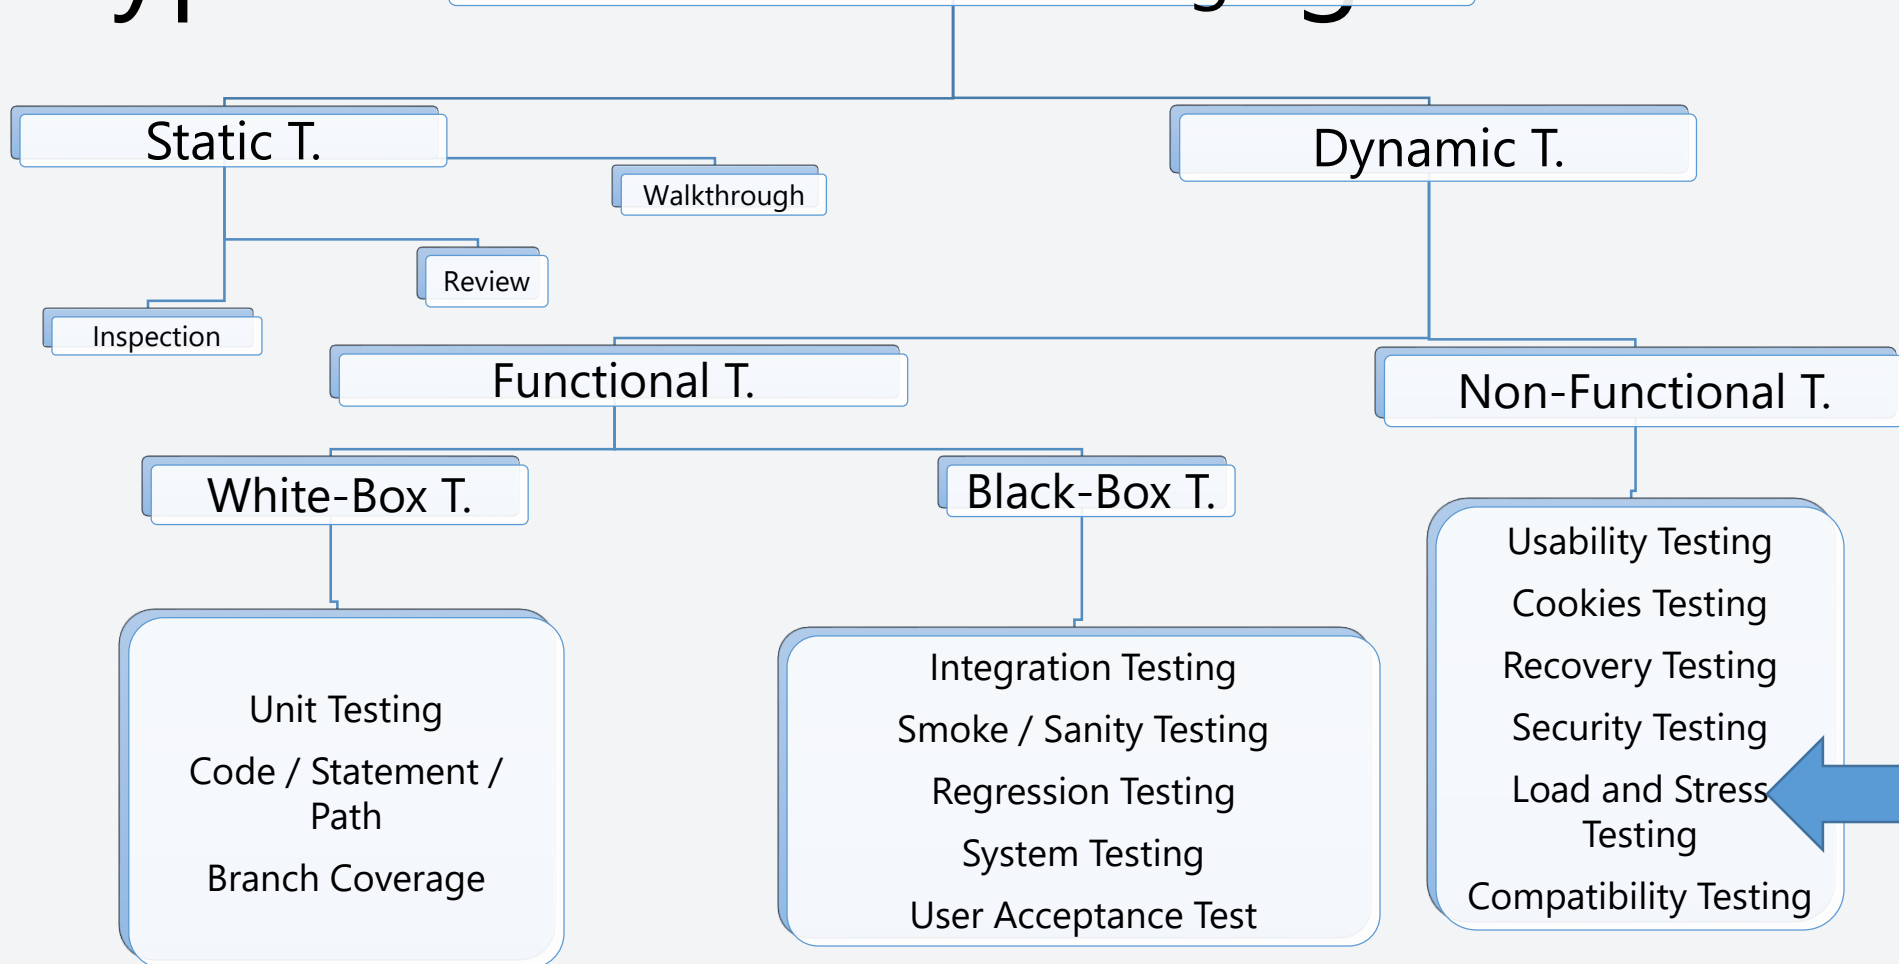 Static T.
Dynamic T.
Walkthrough
Review
Inspection
Functional T.
Non-Functional T.
White-Box T.
Black-Box T.
Unit Testing
Code / Statement /
Path
Branch Coverage
Integration Testing
Smoke / Sanity Testing
Regression Testing
System Testing
User Acceptance Test
Usability Testing
Cookies Testing
Recovery Testing
Security Testing
Load and Stress
Testing
Compatibility Testing